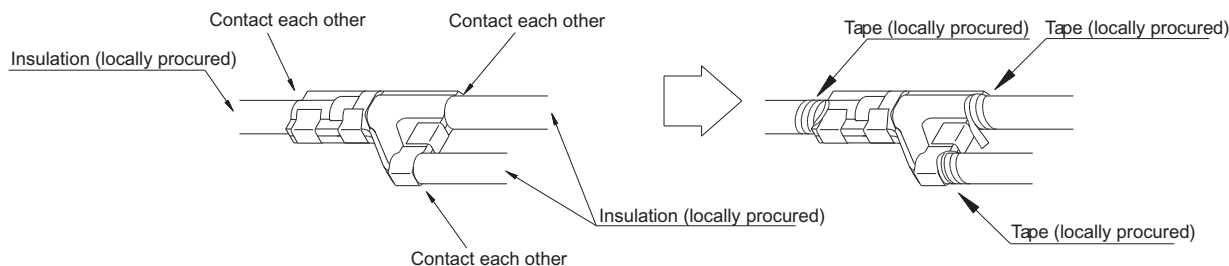 Contact each other
Contact each other
Insulation (locally procured)
Insulation (locally procured)
Contact each other
Tape (locally procured)
Tape (locally procured)
Tape (locally procured)